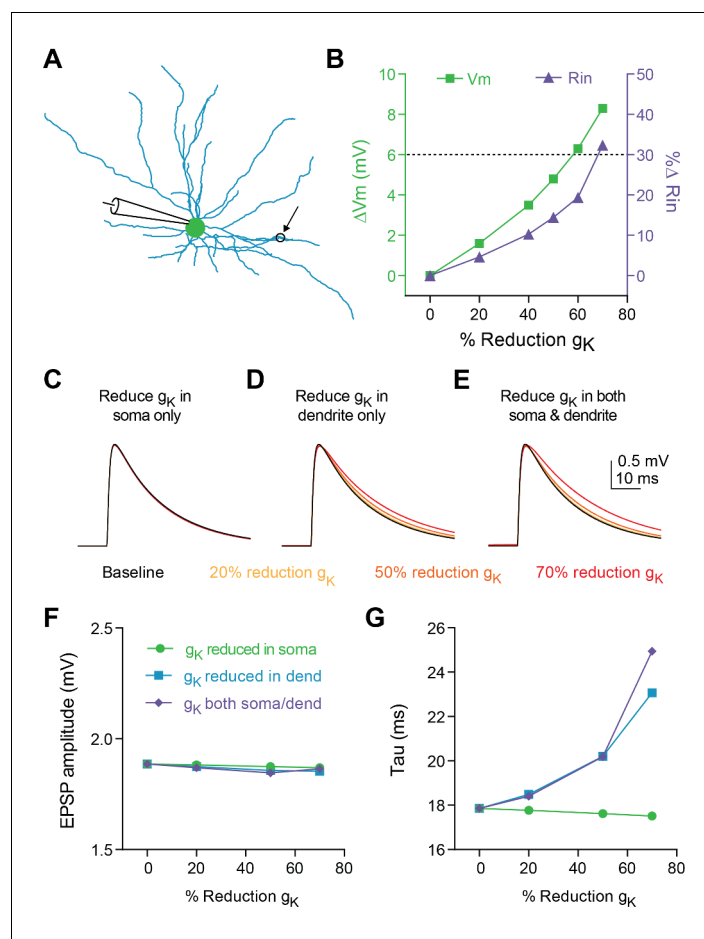 A
B
Vm
Rin
10
8
6
4
2
0
ΔVm (mV)
50
40
30
20
10
0
%Δ Rin
0 20 40 60 80
% Reduction gK
C
Reduce gK in
soma only
D
Reduce gK in
dendrite only
E
Reduce gK in both
soma & dendrite
0.5 mV
10 ms
Baseline 20% reduction gK 50% reduction gK 70% reduction gK
F
2.5
2.0
1.5
EPSP amplitude (mV)
gK reduced in soma
gK reduced in dend
gK both soma/dend
0 20 40 60 80
% Reduction gK
G
26
24
22
20
18
16
Tau (ms)
0 20 40 60 80
% Reduction gK